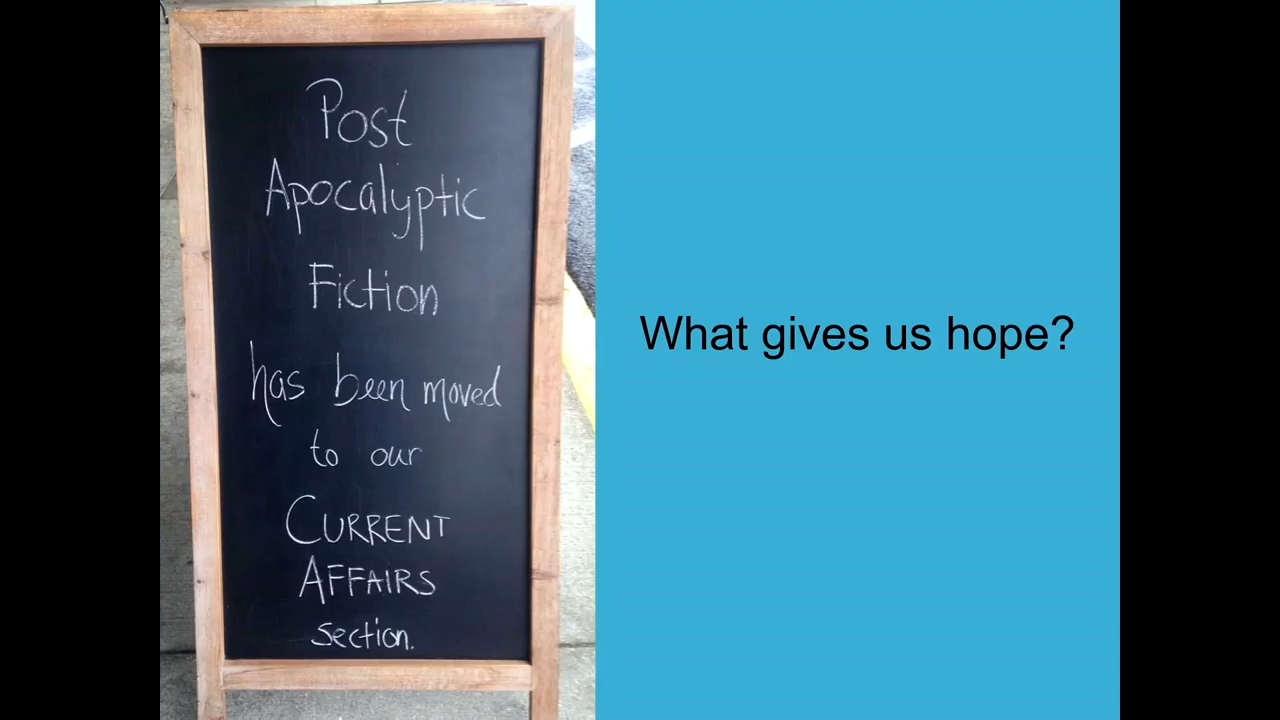 Post
Apocalyptic
Fiction
has been moved
to our
CURRENT
AFFAIRS
section.
What gives us hope?